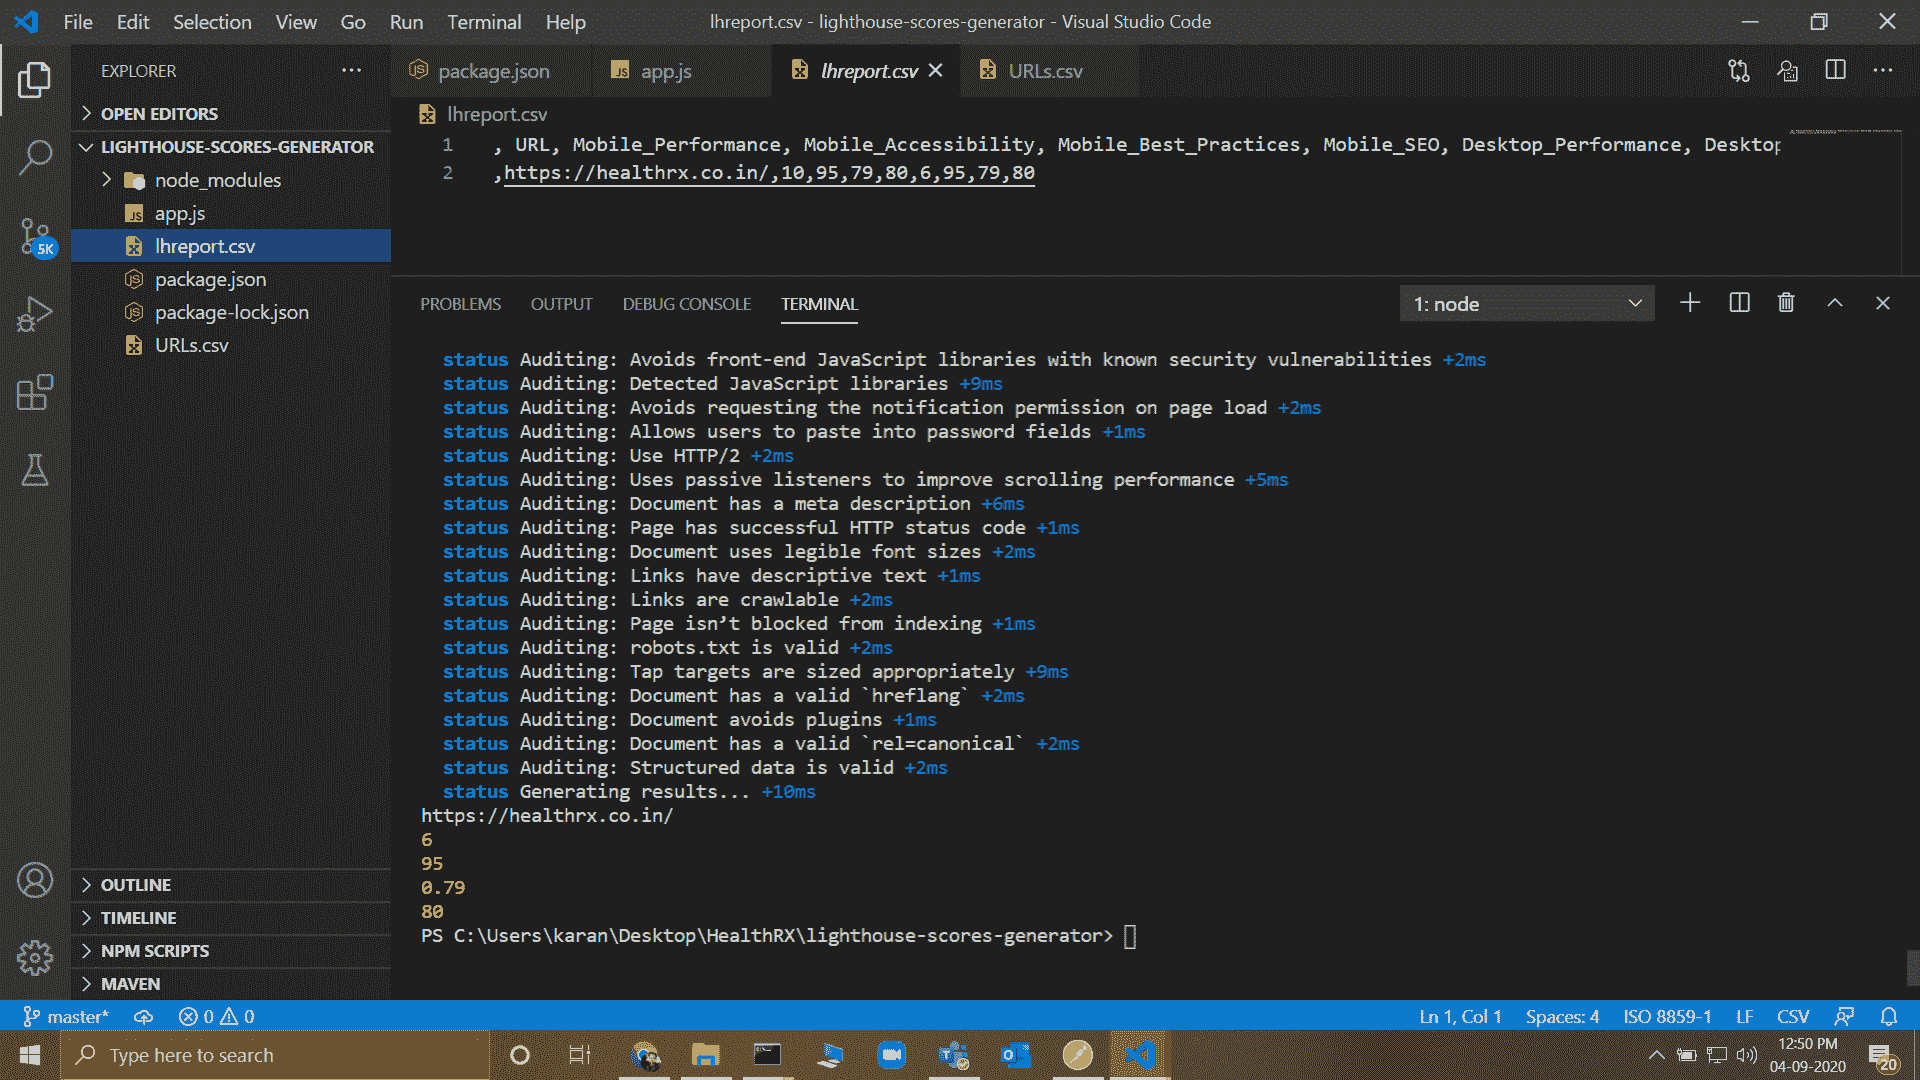 File Edit Selection View Go Run Terminal Help
lhreport.csv - lighthouse-scores-generator - Visual Studio Code
EXPLORER
package.json
app.js
lhreport.csv
URLs.csv
OPEN EDITORS
LIGHTHOUSE-SCORES-GENERATOR
node_modules
app.js
lhreport.csv
package.json
package-lock.json
URLs.csv
5K
OUTLINE
TIMELINE
NPM SCRIPTS
MAVEN
lhreport.csv
1 , URL, Mobile_Performance, Mobile_Accessibility, Mobile_Best_Practices, Mobile_SEO, Desktop_Performance, Desktop
2 ,https://healthrx.co.in/,10,95,79,80,6,95,79,80
PROBLEMS OUTPUT DEBUG CONSOLE TERMINAL
1: node
status Auditing: Avoids front-end JavaScript libraries with known security vulnerabilities +2ms
status Auditing: Detected JavaScript libraries +9ms
status Auditing: Avoids requesting the notification permission on page load +2ms
status Auditing: Allows users to paste into password fields +1ms
status Auditing: Use HTTP/2 +2ms
status Auditing: Uses passive listeners to improve scrolling performance +5ms
status Auditing: Document has a meta description +6ms
status Auditing: Page has successful HTTP status code +1ms
status Auditing: Document uses legible font sizes +2ms
status Auditing: Links have descriptive text +1ms
status Auditing: Links are crawlable +2ms
status Auditing: Page isn’t blocked from indexing +1ms
status Auditing: robots.txt is valid +2ms
status Auditing: Tap targets are sized appropriately +9ms
status Auditing: Document has a valid `hreflang` +2ms
status Auditing: Document avoids plugins +1ms
status Auditing: Document has a valid `rel=canonical` +2ms
status Auditing: Structured data is valid +2ms
status Generating results... +10ms
https://healthrx.co.in/
6
95
0.79
80
PS C:\Users\karan\Desktop\HealthRX\lighthouse-scores-generator>
master* 0 0
Ln 1, Col 1 Spaces: 4 ISO 8859-1 LF CSV
Type here to search
12:50 PM
04-09-2020
20